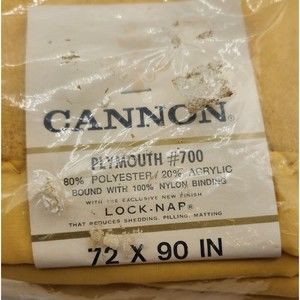 CANNON
PLYMOUTH #700
80% POLYESTER / 20% ACRYLIC
BOUND WITH 100% NYLON BINDING
WITH THE EXCLUSIVE NEW FINISH
LOCK-NAP®
THAT REDUCES SHEDDING, PILLING, MATTING
72 X 90 IN